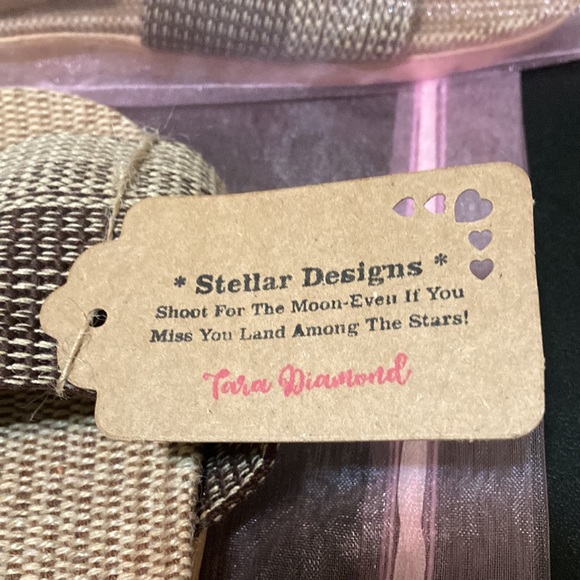 * Stellar Designs *
Shoot For The Moon-Even If You
Miss You Land Among The Stars!
Tara Diamond